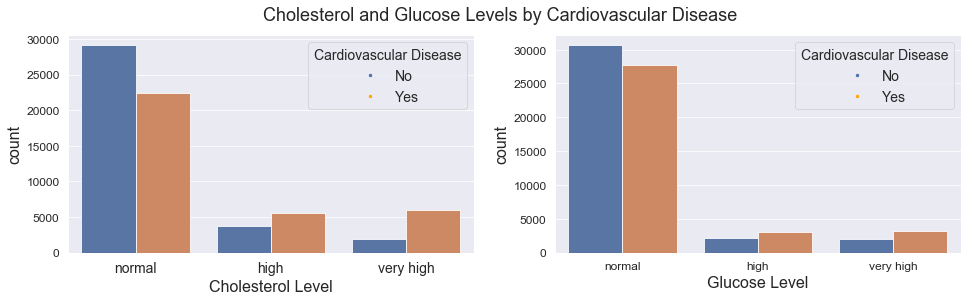 Cholesterol and Glucose Levels by Cardiovascular Disease
30000
25000
20000
15000
10000
5000
0
count
Cardiovascular Disease
No
Yes
normal
high
very high
Cholesterol Level
30000
25000
20000
15000
10000
5000
0
count
Cardiovascular Disease
No
Yes
normal
high
very high
Glucose Level